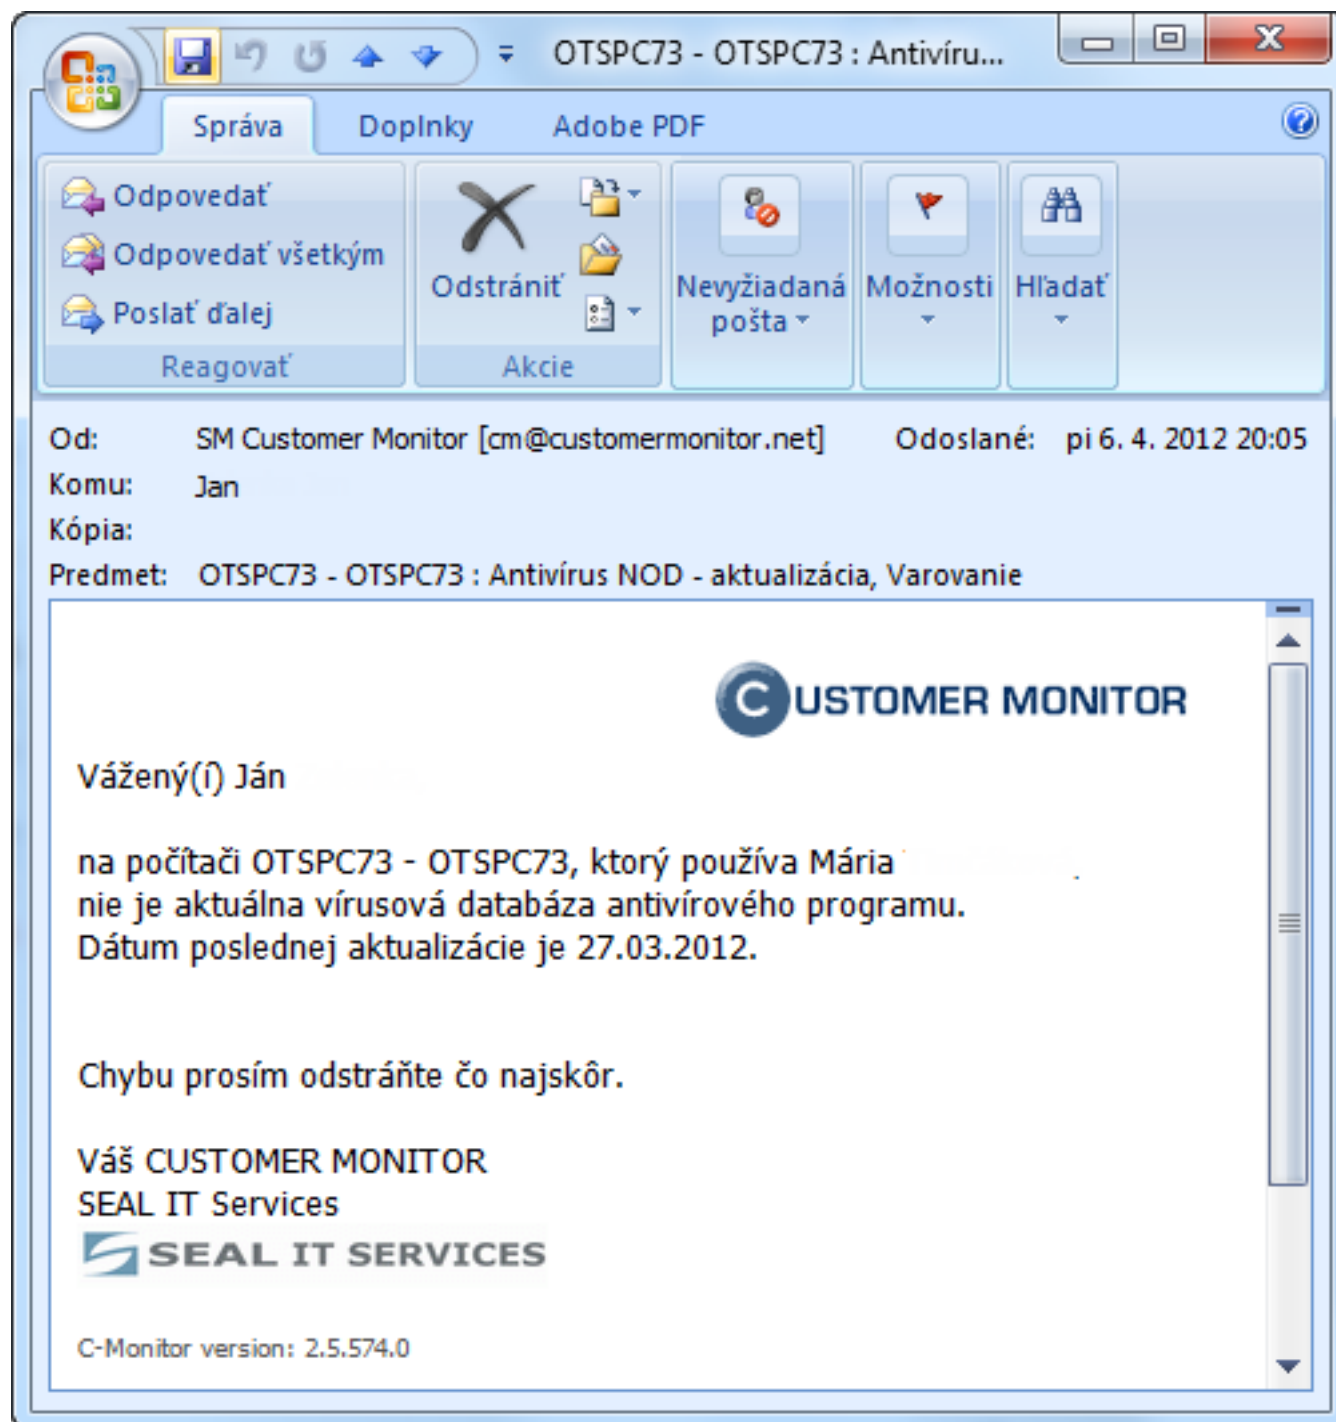 OTSPC73 - OTSPC73 : Antivíru...
Správa Doplnky Adobe PDF
Odpovedať
Odpovedať všetkým
Poslať ďalej
Reagovať
Odstrániť
Akcie
Nevyžiadaná
pošta
Možnosti
Hľadať
Od: SM Customer Monitor [cm@customermonitor.net] Odoslané: pi 6. 4. 2012 20:05
Komu: Jan
Kópia:
Predmet: OTSPC73 - OTSPC73 : Antivírus NOD - aktualizácia, Varovanie
CUSTOMER MONITOR
Vážený(í) Ján
na počítači OTSPC73 - OTSPC73, ktorý používa Mária
nie je aktuálna vírusová databáza antivírového programu.
Dátum poslednej aktualizácie je 27.03.2012.
Chybu prosím odstráňte čo najskôr.
Váš CUSTOMER MONITOR
SEAL IT Services
SEAL IT SERVICES
C-Monitor version: 2.5.574.0